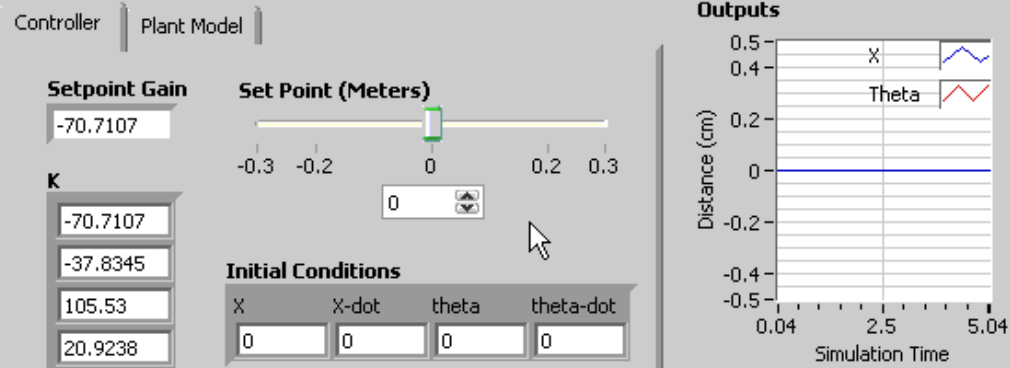 Controller
Plant Model
Setpoint Gain
-70.7107
K
-70.7107
-37.8345
105.53
20.9238
Set Point (Meters)
-0.3 -0.2 0 0.2 0.3
0
Initial Conditions
X X-dot theta theta-dot
0 0 0 0
Outputs
X
Theta
Distance (cm)
0.5
0.4
0.2
0
-0.2
-0.4
-0.5
0.04 2.5 5.04
Simulation Time